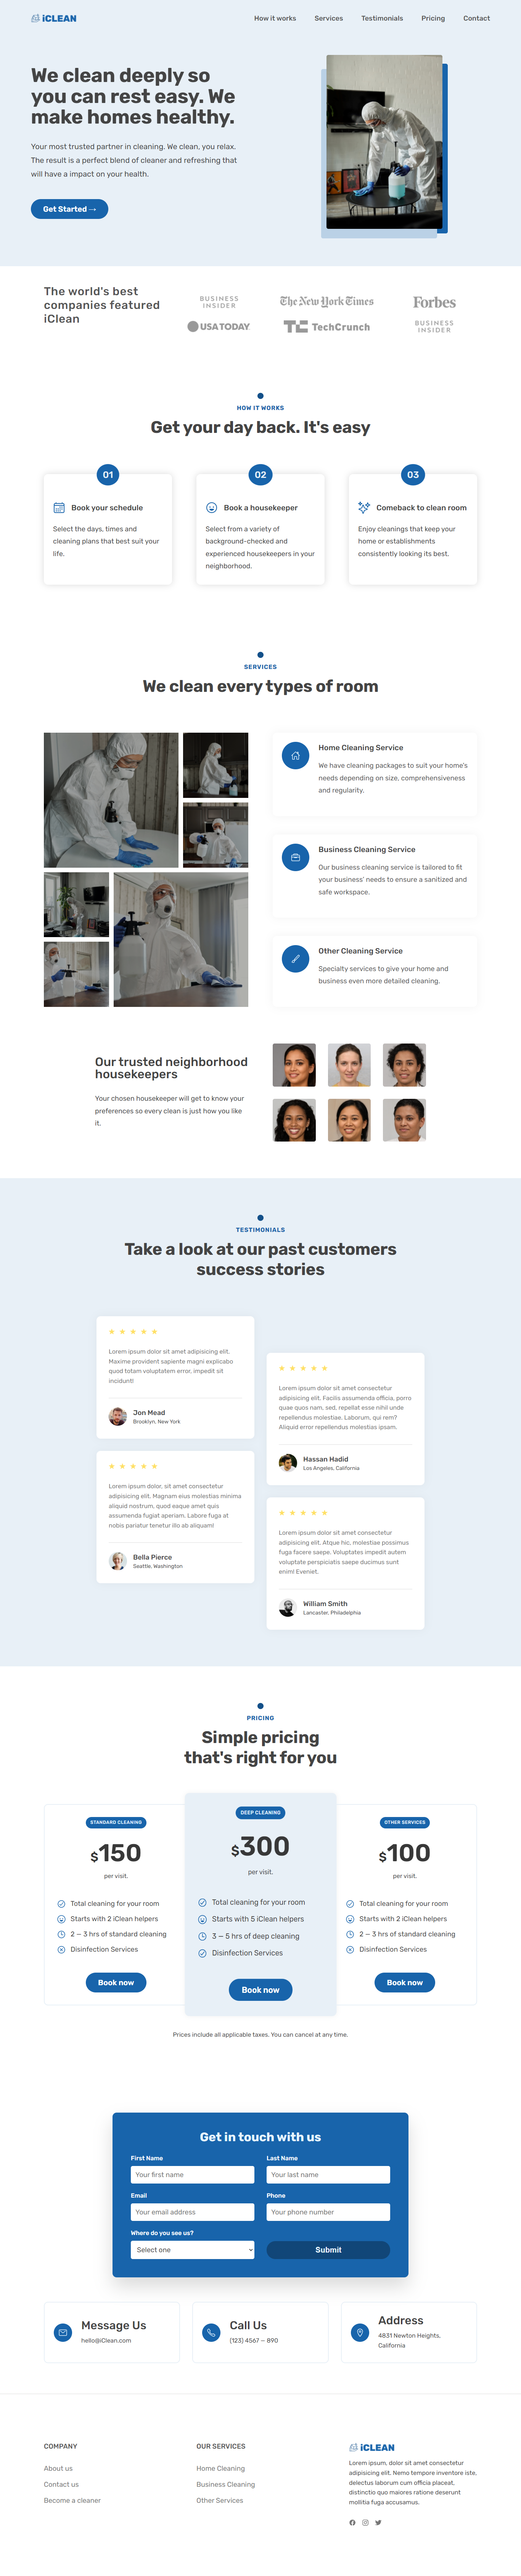 iCLEAN
How it works
Services
Testimonials
Pricing
Contact
We clean deeply so
you can rest easy. We
make homes healthy.
Your most trusted partner in cleaning. We clean, you relax.
The result is a perfect blend of cleaner and refreshing that
will have a impact on your health.
Get Started →
The world's best
companies featured
iClean
BUSINESS
INSIDER
The New York Times
Forbes
USA TODAY
TechCrunch
BUSINESS
INSIDER
HOW IT WORKS
Get your day back. It's easy
01
Book your schedule
Select the days, times and
cleaning plans that best suit your
life.
02
Book a housekeeper
Select from a variety of
background-checked and
experienced housekeepers in your
neighborhood.
03
Comeback to clean room
Enjoy cleanings that keep your
home or establishments
consistently looking its best.
SERVICES
We clean every types of room
Home Cleaning Service
We have cleaning packages to suit your home's
needs depending on size, comprehensiveness
and regularity.
Business Cleaning Service
Our business cleaning service is tailored to fit
your business' needs to ensure a sanitized and
safe workspace.
Other Cleaning Service
Specialty services to give your home and
business even more detailed cleaning.
Our trusted neighborhood
housekeepers
Your chosen housekeeper will get to know your
preferences so every clean is just how you like
it.
TESTIMONIALS
Take a look at our past customers
success stories
Lorem ipsum dolor sit amet adipisicing elit.
Maxime provident sapiente magni explicabo
quod totam voluptatem error, impedit sit
incidunt!
Jon Mead
Brooklyn, New York
Lorem ipsum dolor, sit amet consectetur
adipisicing elit. Magnam eius molestias minima
aliquid nostrum, quod eaque amet quis
assumenda fugiat aperiam. Labore fuga at
nobis pariatur tenetur illo ab aliquam!
Bella Pierce
Seattle, Washington
Lorem ipsum dolor sit amet consectetur
adipisicing elit. Facilis assumenda officia, porro
quae quos nam, sed, repellat esse nihil unde
repellendus molestiae. Laborum, qui rem?
Aliquid error repellendus molestias ipsam.
Hassan Hadid
Los Angeles, California
Lorem ipsum dolor sit amet consectetur
adipisicing elit. Atque hic, molestiae possimus
fuga facere saepe. Voluptates impedit autem
voluptate perspiciatis saepe ducimus sunt
enim! Eveniet.
William Smith
Lancaster, Philadelphia
PRICING
Simple pricing
that's right for you
STANDARD CLEANING
$150
per visit.
Total cleaning for your room
Starts with 2 iClean helpers
2 — 3 hrs of standard cleaning
Disinfection Services
Book now
DEEP CLEANING
$300
per visit.
Total cleaning for your room
Starts with 5 iClean helpers
3 — 5 hrs of deep cleaning
Disinfection Services
Book now
OTHER SERVICES
$100
per visit.
Total cleaning for your room
Starts with 2 iClean helpers
2 — 3 hrs of standard cleaning
Disinfection Services
Book now
Prices include all applicable taxes. You can cancel at any time.
Get in touch with us
First Name
Last Name
Your first name
Your last name
Email
Phone
Your email address
Your phone number
Where do you see us?
Select one
Submit
Message Us
hello@iClean.com
Call Us
(123) 4567 — 890
Address
4831 Newton Heights,
California
COMPANY
About us
Contact us
Become a cleaner
OUR SERVICES
Home Cleaning
Business Cleaning
Other Services
iCLEAN
Lorem ipsum, dolor sit amet consectetur
adipisicing elit. Nemo tempore inventore iste,
delectus laborum cum officia placeat,
distinctio quo maiores ratione deserunt
mollitia fuga accusamus.